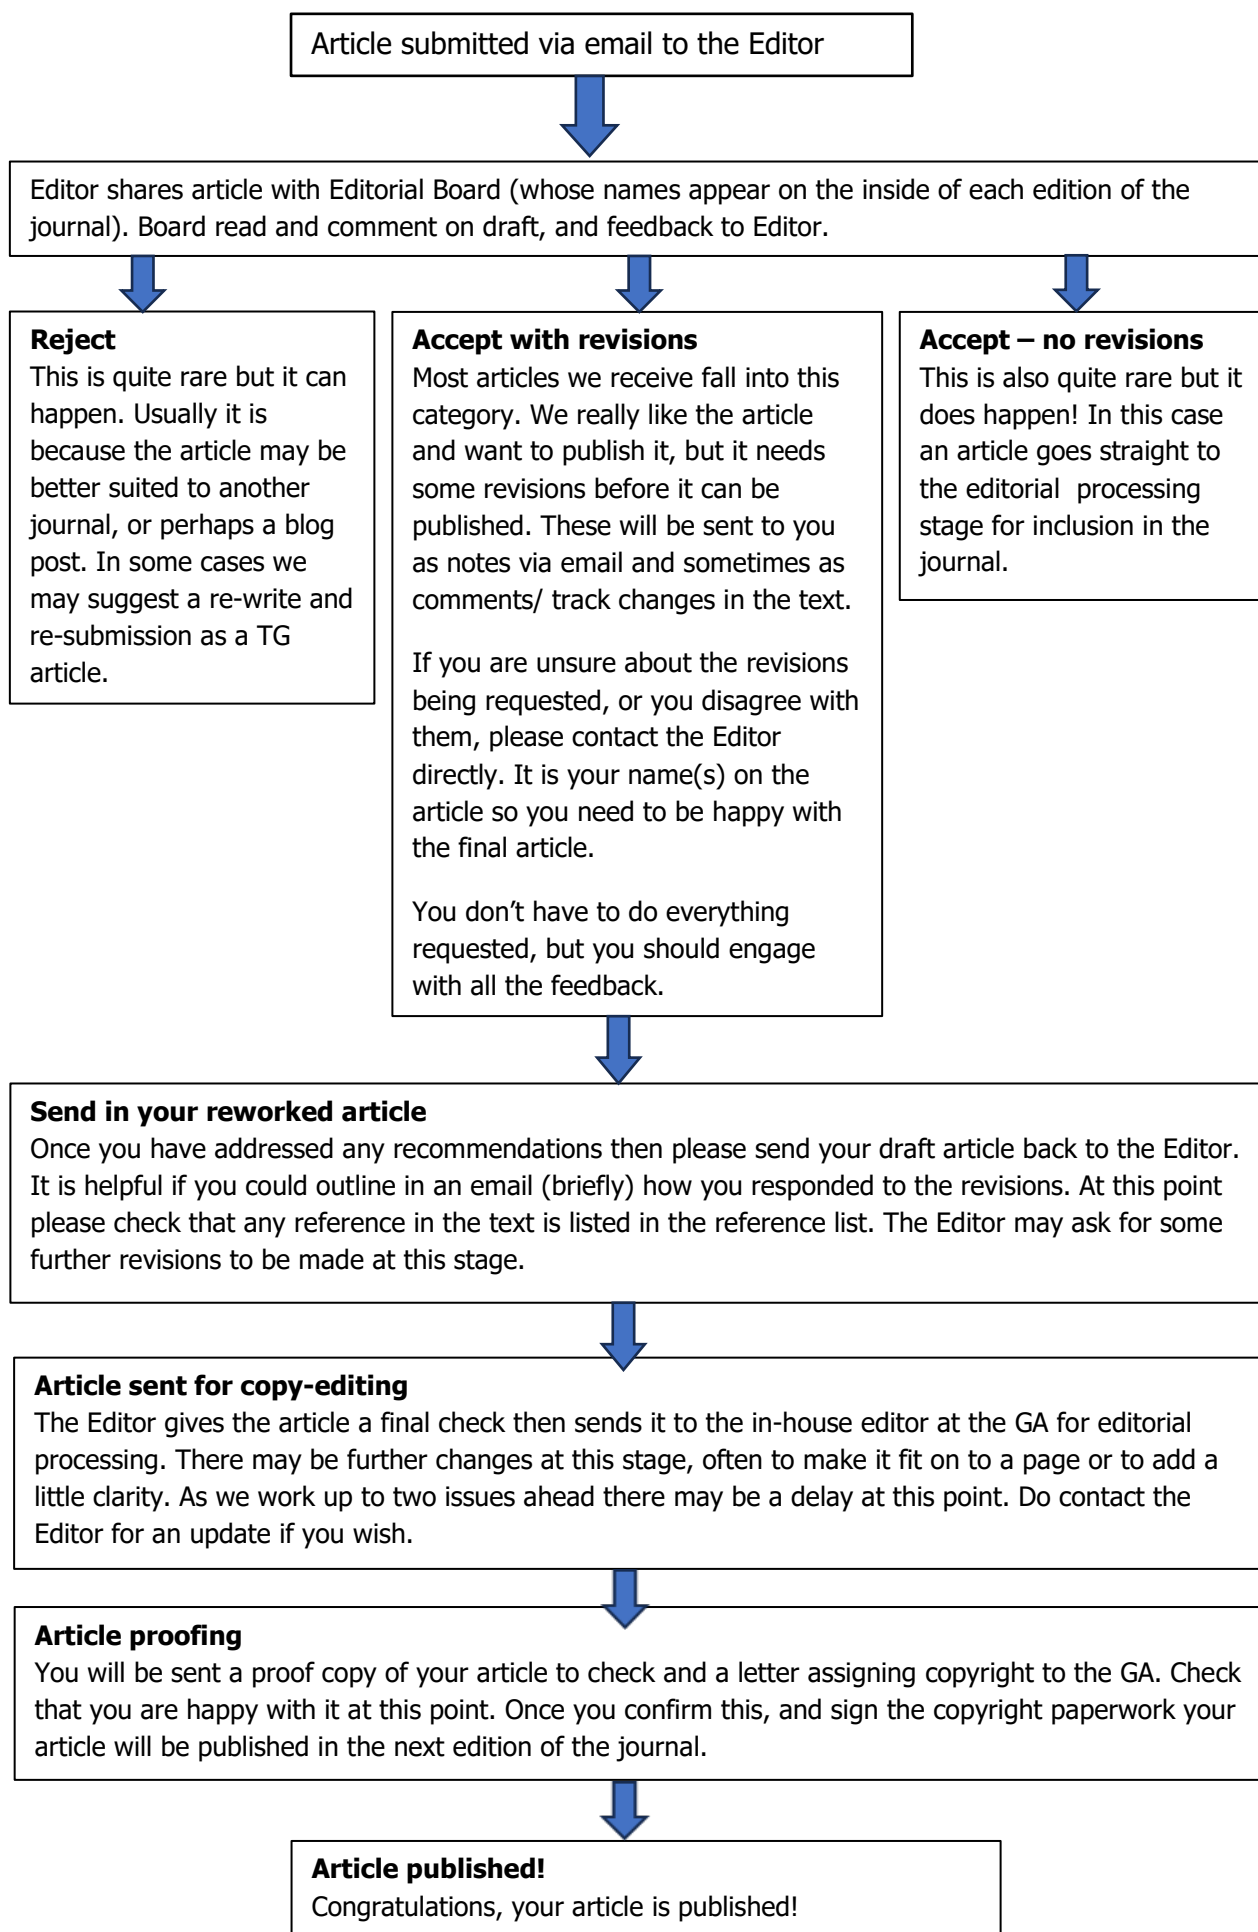 Article submitted via email to the Editor
Editor shares article with Editorial Board (whose names appear on the inside of each edition of the
journal). Board read and comment on draft, and feedback to Editor.
Reject
This is quite rare but it can
happen. Usually it is
because the article may be
better suited to another
journal, or perhaps a blog
post. In some cases we
may suggest a re-write and
re-submission as a TG
article.
Accept with revisions
Most articles we receive fall into this
category. We really like the article
and want to publish it, but it needs
some revisions before it can be
published. These will be sent to you
as notes via email and sometimes as
comments/ track changes in the text.
If you are unsure about the revisions
being requested, or you disagree with
them, please contact the Editor
directly. It is your name(s) on the
article so you need to be happy with
the final article.
You don’t have to do everything
requested, but you should engage
with all the feedback.
Accept – no revisions
This is also quite rare but it
does happen! In this case
an article goes straight to
the editorial  processing
stage for inclusion in the
journal.
Send in your reworked article
Once you have addressed any recommendations then please send your draft article back to the Editor.
It is helpful if you could outline in an email (briefly) how you responded to the revisions. At this point
please check that any reference in the text is listed in the reference list. The Editor may ask for some
further revisions to be made at this stage.
Article sent for copy-editing
The Editor gives the article a final check then sends it to the in-house editor at the GA for editorial
processing. There may be further changes at this stage, often to make it fit on to a page or to add a
little clarity. As we work up to two issues ahead there may be a delay at this point. Do contact the
Editor for an update if you wish.
Article proofing
You will be sent a proof copy of your article to check and a letter assigning copyright to the GA. Check
that you are happy with it at this point. Once you confirm this, and sign the copyright paperwork your
article will be published in the next edition of the journal.
Article published!
Congratulations, your article is published!